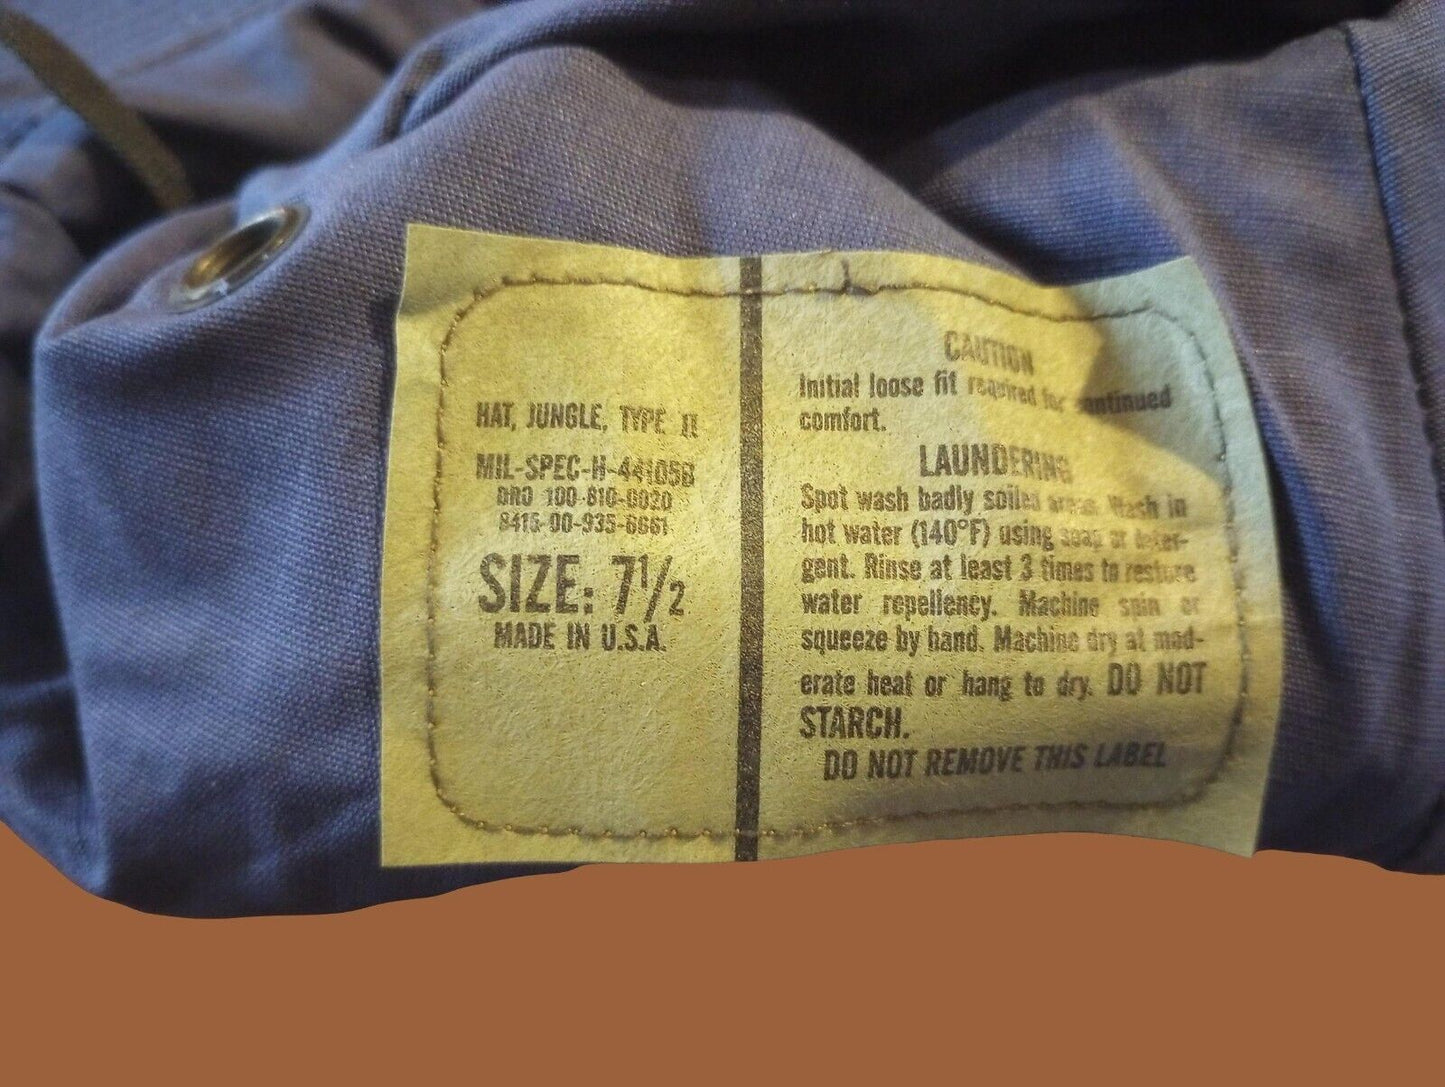 HAT, JUNGLE, TYPE II
MIL-SPEC-H-44105B
DRO 100-810-0020
8415-00-935-6661
SIZE: 7 1/2
MADE IN U.S.A.
CAUTION
Initial loose fit required for continued
comfort.
LAUNDERING
Spot wash badly soiled areas. Wash in
hot water (140°F) using soap or deter-
gent. Rinse at least 3 times to restore
water repellency. Machine spin or
squeeze by hand. Machine dry at mod-
erate heat or hang to dry. DO NOT
STARCH.
DO NOT REMOVE THIS LABEL